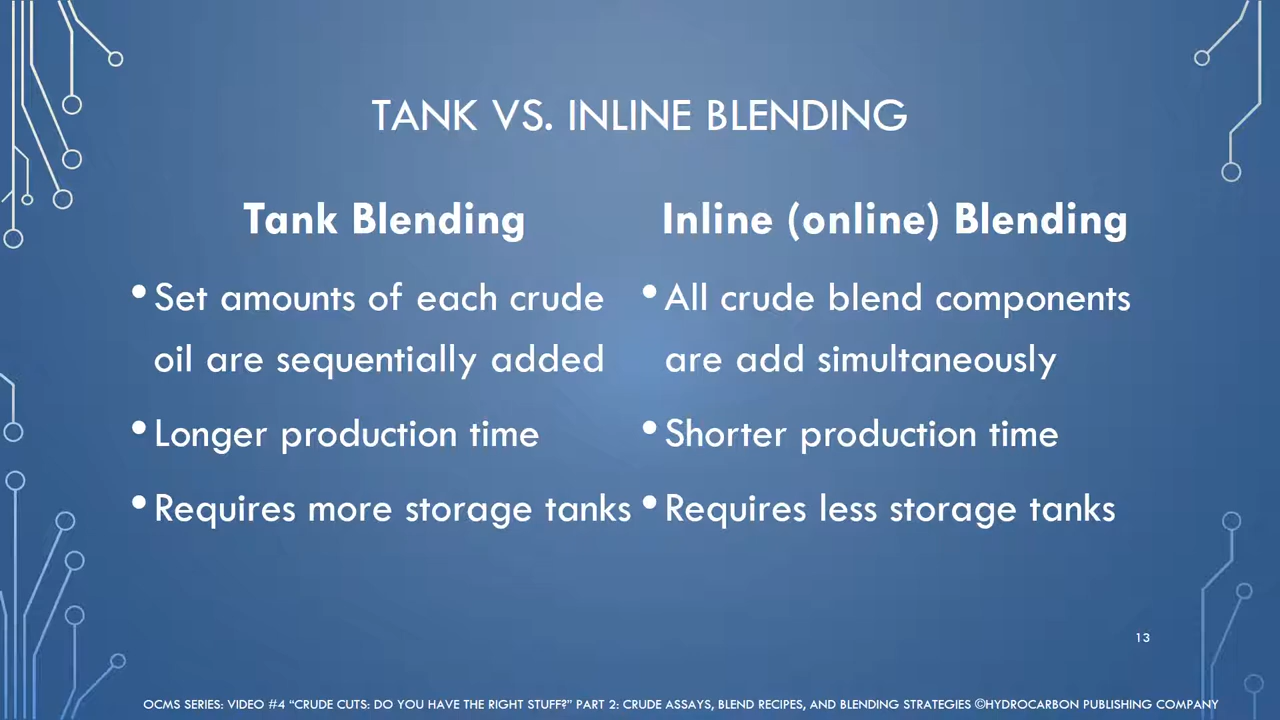 TANK VS. INLINE BLENDING
Tank Blending
• Set amounts of each crude
oil are sequentially added
• Longer production time
• Requires more storage tanks
Inline (online) Blending
• All crude blend components
are add simultaneously
• Shorter production time
• Requires less storage tanks
13
OCMS SERIES: VIDEO #4 “CRUDE CUTS: DO YOU HAVE THE RIGHT STUFF?” PART 2: CRUDE ASSAYS, BLEND RECIPES, AND BLENDING STRATEGIES ©HYDROCARBON PUBLISHING COMPANY